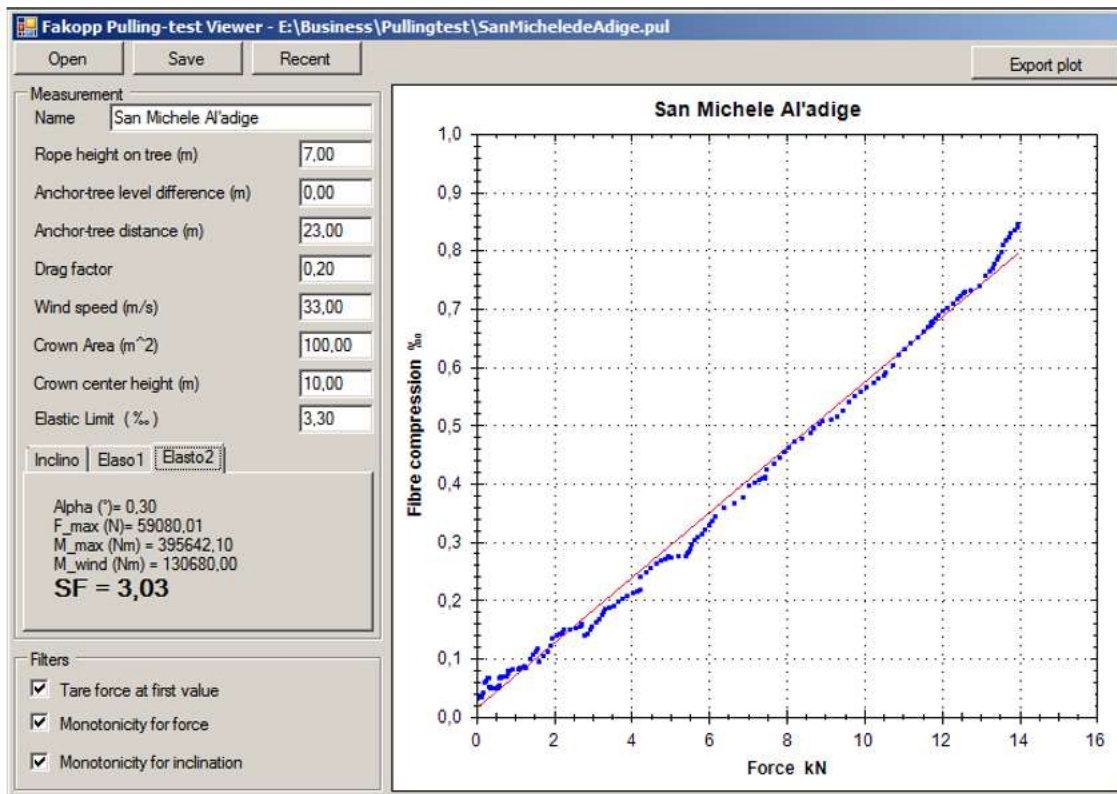 Fakopp Pulling-test Viewer - E:\Business\Pullingtest\SanMicheledeAdige.pul
Open Save Recent
Export plot
Measurement
Name San Michele Al'adige
Rope height on tree (m) 7,00
Anchor-tree level difference (m) 0,00
Anchor-tree distance (m) 23,00
Drag factor 0,20
Wind speed (m/s) 33,00
Crown Area (m^2) 100,00
Crown center height (m) 10,00
Elastic Limit (‰) 3,30
Inclino Elaso1 Elasto2
Alpha (°)= 0,30
F_max (N)= 59080,01
M_max (Nm) = 395642,10
M_wind (Nm) = 130680,00
SF = 3,03
Filters
Tare force at first value
Monotonicity for force
Monotonicity for inclination
San Michele Al'adige
Fibre compression ‰
1,0
0,9
0,8
0,7
0,6
0,5
0,4
0,3
0,2
0,1
0,0
0 2 4 6 8 10 12 14 16
Force kN